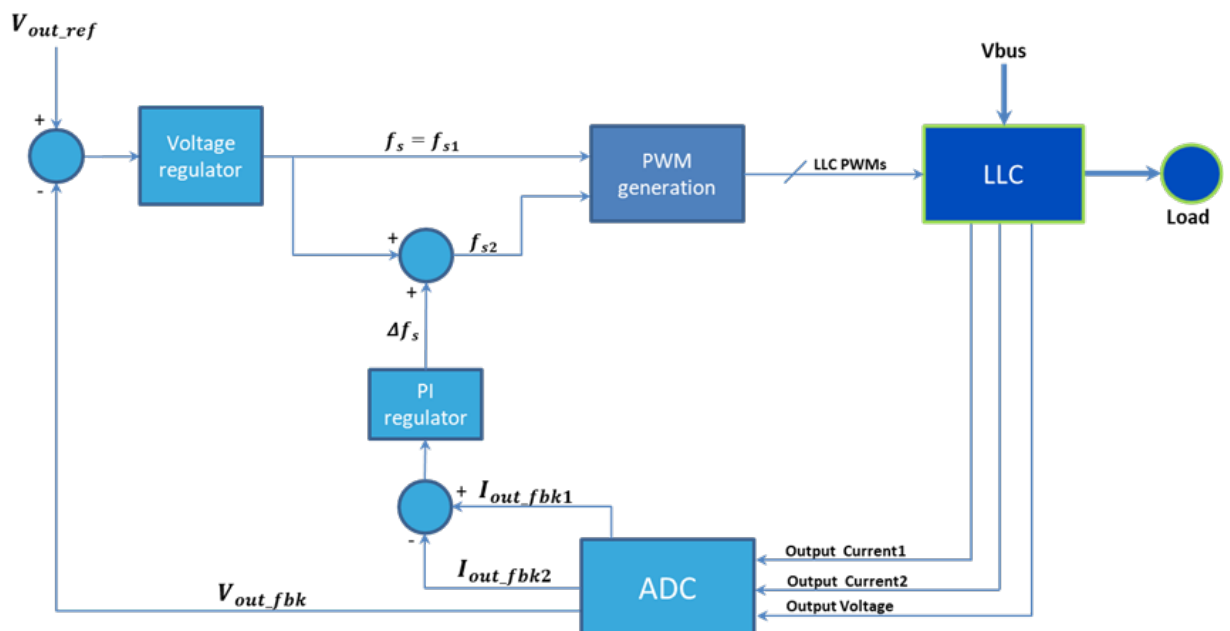 V_out_ref
Vbus
+
-
Voltage
regulator
f_s = f_s1
PWM
generation
LLC PWMs
LLC
Load
+
+
f_s2
Δf_s
PI
regulator
+
-
I_out_fbk1
I_out_fbk2
V_out_fbk
ADC
Output Current1
Output Current2
Output Voltage